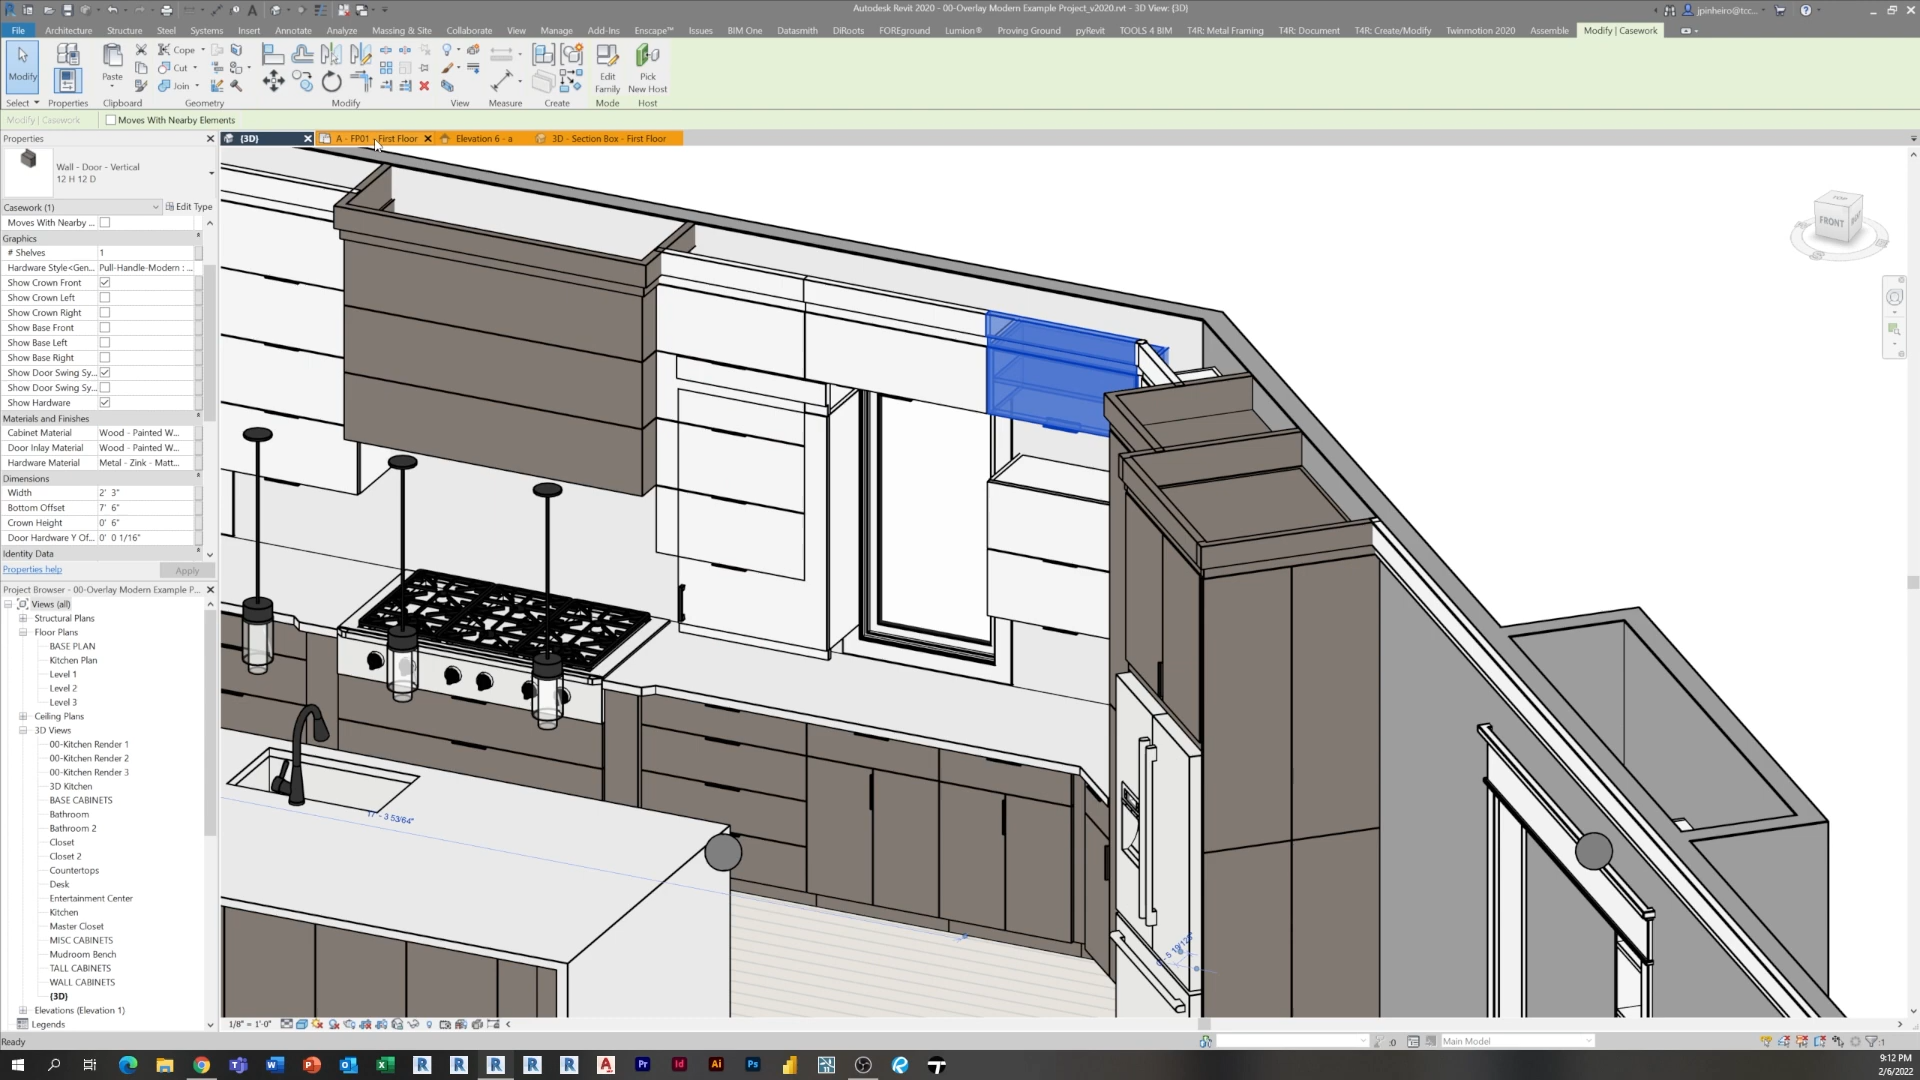 Autodesk Revit 2020 - 00-Overlay Modern Example Project_v2020.rvt - 3D View: {3D}
jpinheiro@tcc...
File Architecture Structure Steel Systems Insert Annotate Analyze Massing & Site Collaborate View Manage Add-Ins Enscape™ Issues BIM One Datasmith DiRoots FOREground Lumion® Proving Ground pyRevit TOOLS 4 BIM T4R: Metal Framing T4R: Document T4R: Create/Modify Twinmotion 2020 Assemble Modify | Casework
Modify
Paste
Cope
Cut
Join
Edit Family
Pick New Host
Select Properties Clipboard Geometry Modify View Measure Create Mode Host
Modify | Casework Moves With Nearby Elements
Properties
{3D} A - FP01 - First Floor Elevation 6 - a 3D - Section Box - First Floor
Wall - Door - Vertical
12 H 12 D
Casework (1) Edit Type
Moves With Nearby ...
Graphics
# Shelves 1
Hardware Style<Gen... Pull-Handle-Modern : ...
Show Crown Front
Show Crown Left
Show Crown Right
Show Base Front
Show Base Left
Show Base Right
Show Door Swing Sy...
Show Door Swing Sy...
Show Hardware
Materials and Finishes
Cabinet Material Wood - Painted W...
Door Inlay Material Wood - Painted W...
Hardware Material Metal - Zink - Matt...
Dimensions
Width 2' 3"
Bottom Offset 7' 6"
Crown Height 0' 6"
Door Hardware Y Of... 0' 0 1/16"
Identity Data
Properties help Apply
Project Browser - 00-Overlay Modern Example P...
Views (all)
Structural Plans
Floor Plans
BASE PLAN
Kitchen Plan
Level 1
Level 2
Level 3
Ceiling Plans
3D Views
00-Kitchen Render 1
00-Kitchen Render 2
00-Kitchen Render 3
3D Kitchen
BASE CABINETS
Bathroom
Bathroom 2
Closet
Closet 2
Countertops
Desk
Entertainment Center
Kitchen
Master Closet
MISC CABINETS
Mudroom Bench
TALL CABINETS
WALL CABINETS
{3D}
Elevations (Elevation 1)
Legends
TOP
FRONT
17' - 3 53/64"
1/8" = 1'-0"
Ready
:0 Main Model :1
9:12 PM
2/6/2022